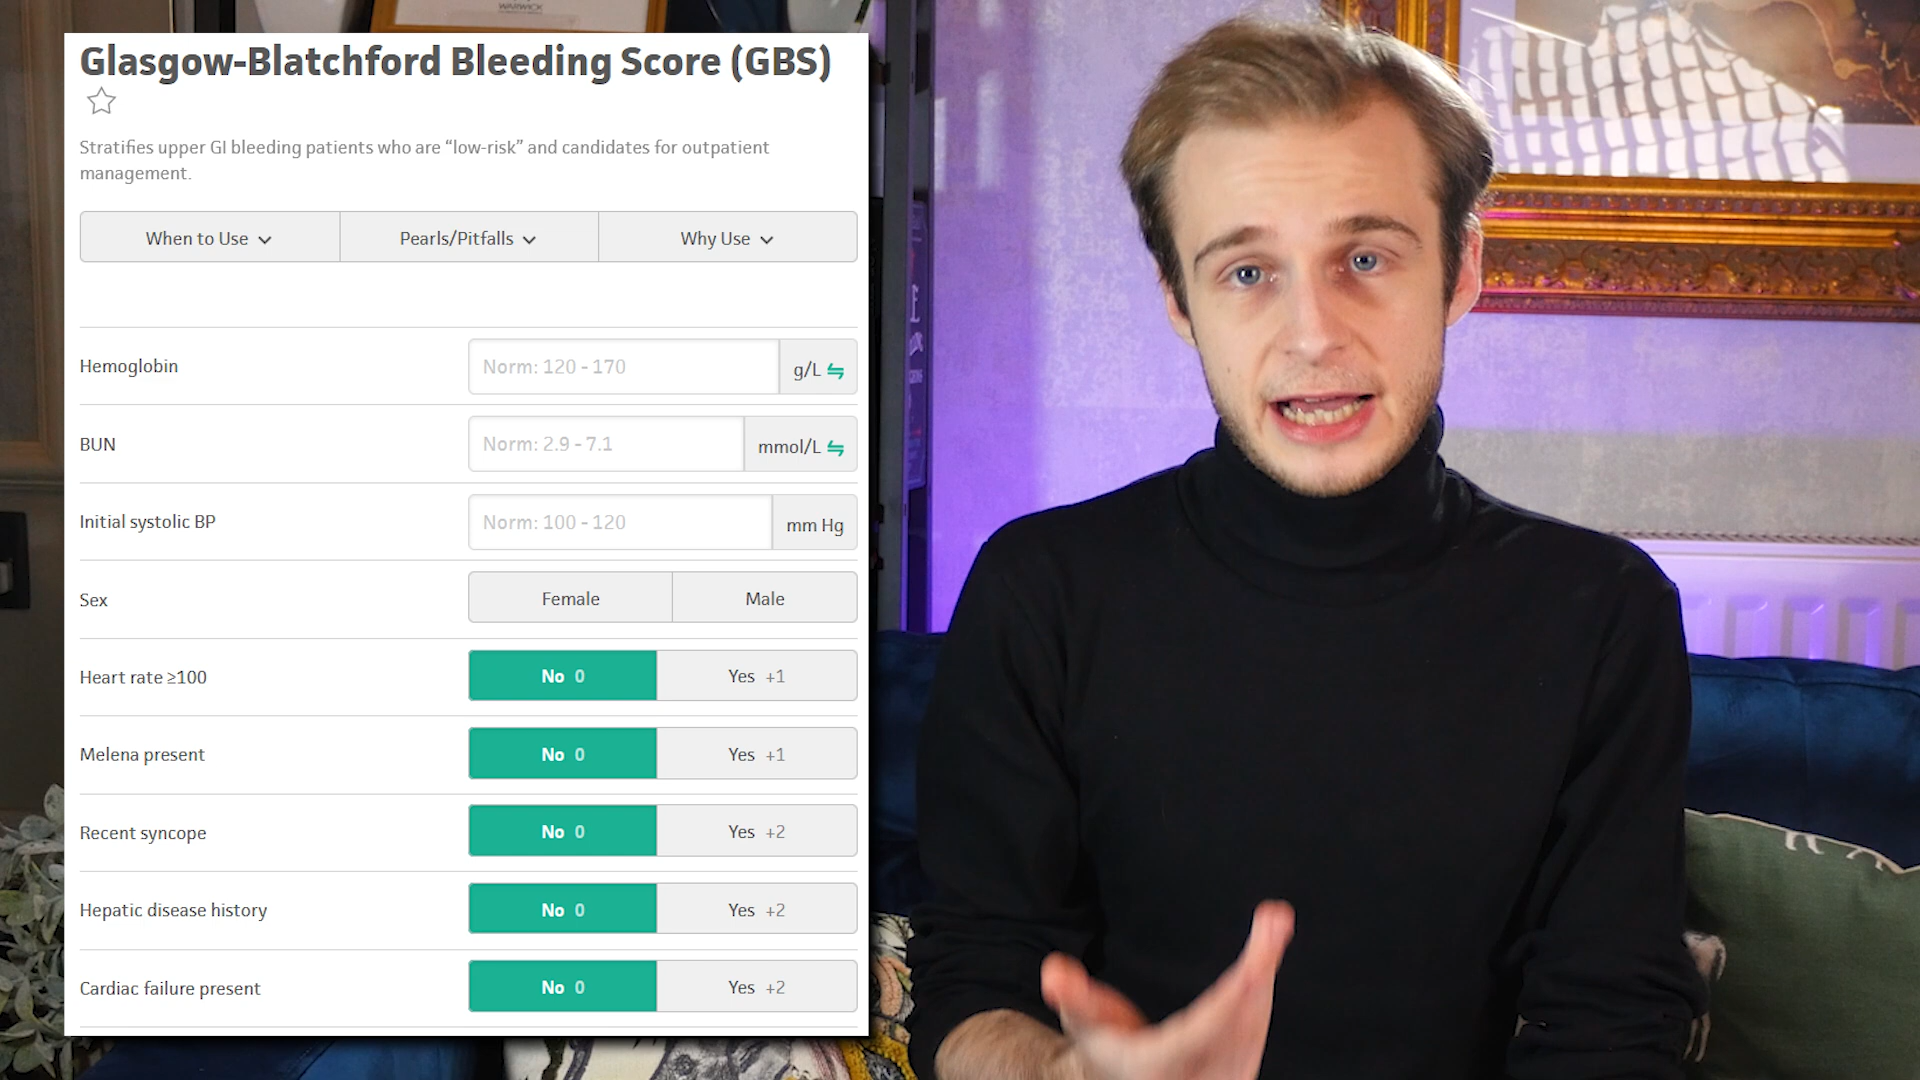 WARWICK
Glasgow-Blatchford Bleeding Score (GBS)
Stratifies upper GI bleeding patients who are “low-risk” and candidates for outpatient
management.
When to Use
Pearls/Pitfalls
Why Use
Hemoglobin
Norm: 120 - 170
g/L
BUN
Norm: 2.9 - 7.1
mmol/L
Initial systolic BP
Norm: 100 - 120
mm Hg
Sex
Female
Male
Heart rate ≥100
No 0
Yes +1
Melena present
No 0
Yes +1
Recent syncope
No 0
Yes +2
Hepatic disease history
No 0
Yes +2
Cardiac failure present
No 0
Yes +2